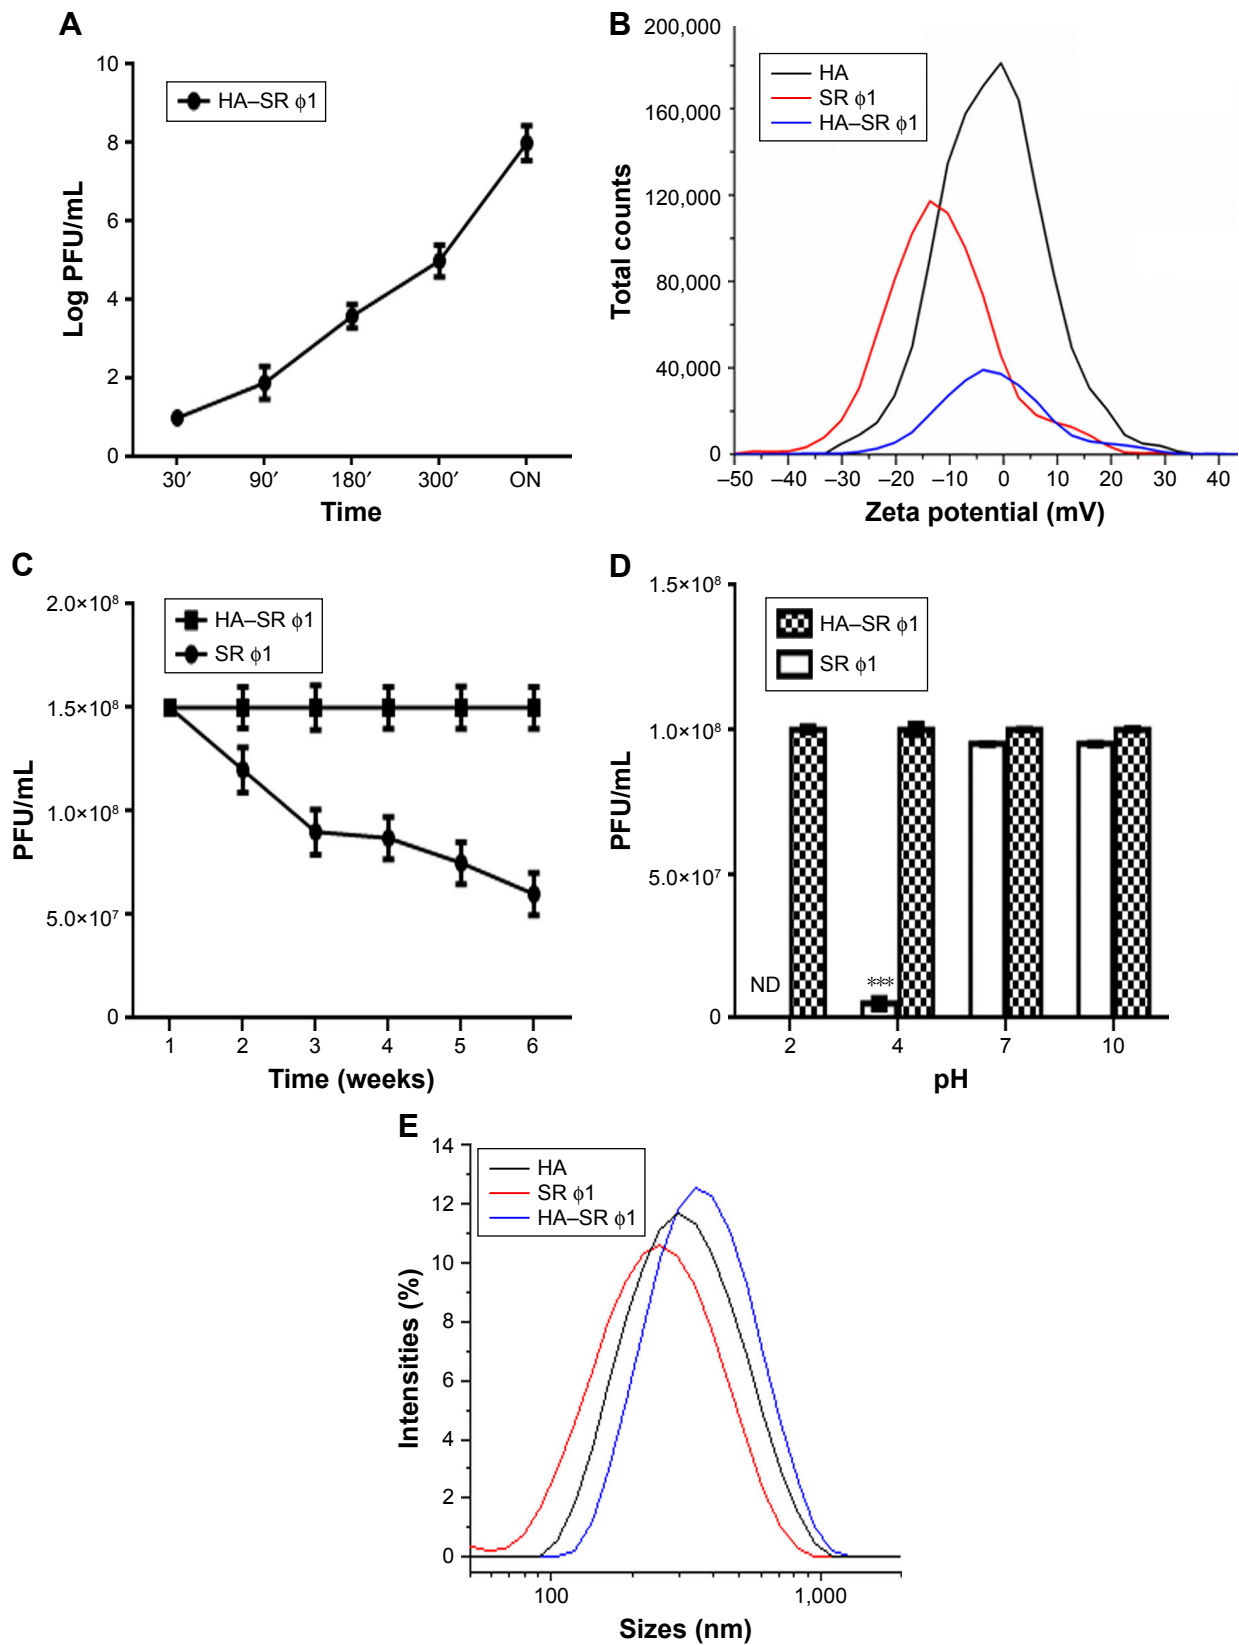 A
10
8
6
4
2
0
Log PFU/mL
HA–SR ϕ1
30′ 90′ 180′ 300′ ON
Time
B
200,000
160,000
120,000
80,000
40,000
0
Total counts
HA
SR ϕ1
HA–SR ϕ1
–50 –40 –30 –20 –10 0 10 20 30 40
Zeta potential (mV)
C
2.0×10⁸
1.5×10⁸
1.0×10⁸
5.0×10⁷
0
PFU/mL
HA–SR ϕ1
SR ϕ1
1 2 3 4 5 6
Time (weeks)
D
1.5×10⁸
1.0×10⁸
5.0×10⁷
0
PFU/mL
HA–SR ϕ1
SR ϕ1
ND
***
2 4 7 10
pH
E
14
12
10
8
6
4
2
0
Intensities (%)
HA
SR ϕ1
HA–SR ϕ1
100 1,000
Sizes (nm)